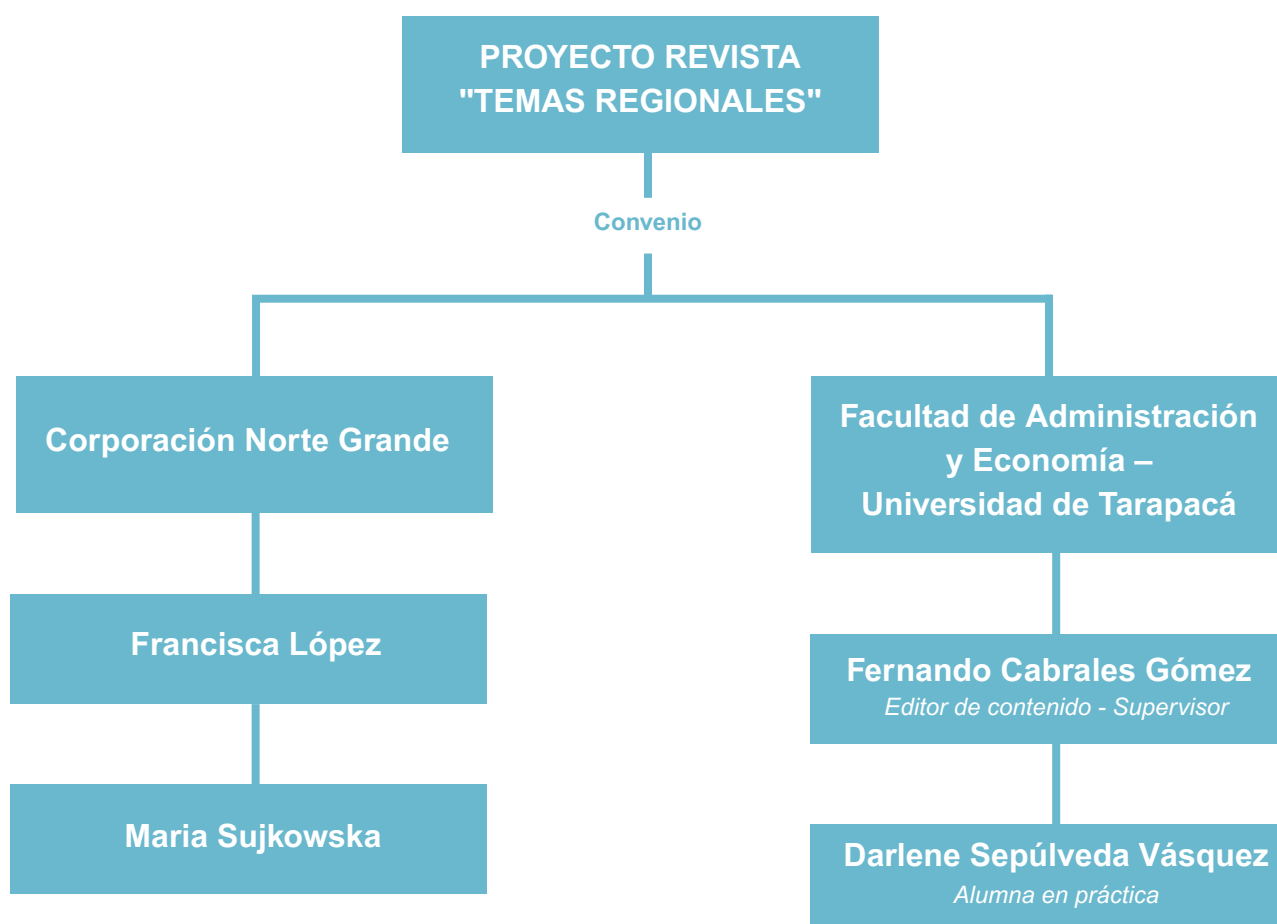 PROYECTO REVISTA
"TEMAS REGIONALES"
Convenio
Corporación Norte Grande
Francisca López
Maria Sujkowska
Facultad de Administración
y Economía –
Universidad de Tarapacá
Fernando Cabrales Gómez
Editor de contenido - Supervisor
Darlene Sepúlveda Vásquez
Alumna en práctica